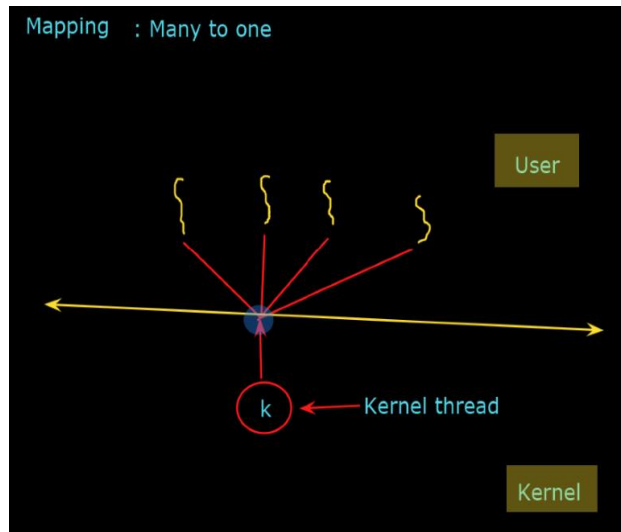 Mapping : Many to one
User
k
Kernel thread
Kernel